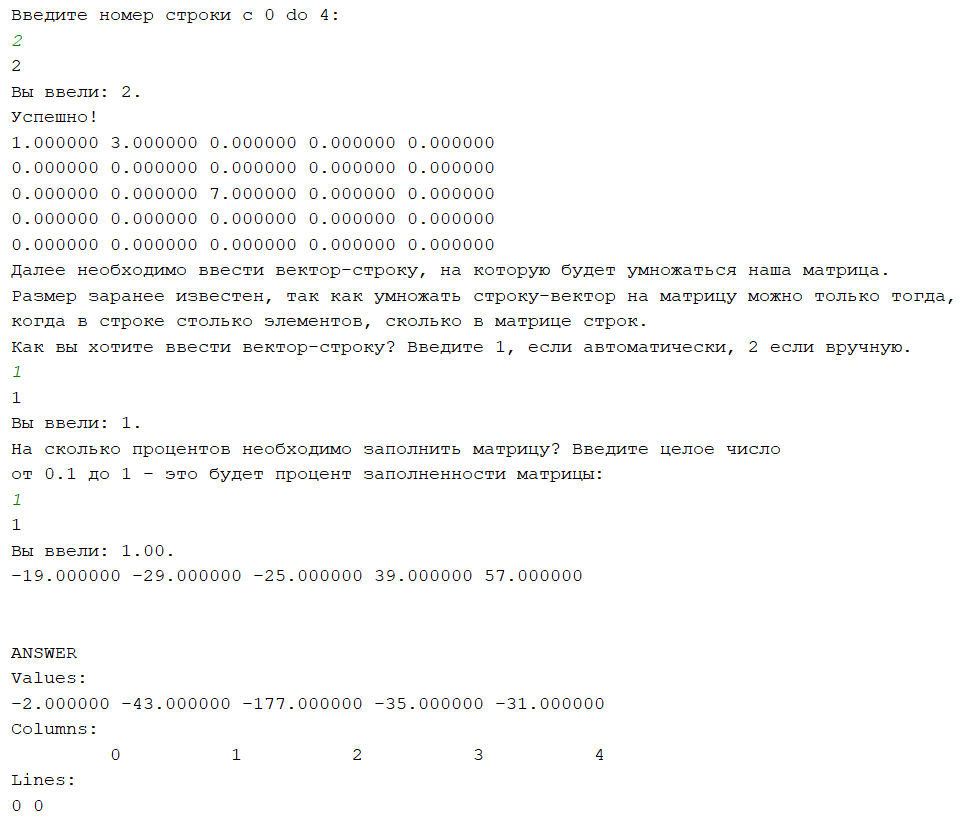 Введите номер строки с 0 do 4:
2
2
Вы ввели: 2.
Успешно!
1.000000 3.000000 0.000000 0.000000 0.000000
0.000000 0.000000 0.000000 0.000000 0.000000
0.000000 0.000000 7.000000 0.000000 0.000000
0.000000 0.000000 0.000000 0.000000 0.000000
0.000000 0.000000 0.000000 0.000000 0.000000
Далее необходимо ввести вектор-строку, на которую будет умножаться наша матрица.
Размер заранее известен, так как умножать строку-вектор на матрицу можно только тогда,
когда в строке столько элементов, сколько в матрице строк.
Как вы хотите ввести вектор-строку? Введите 1, если автоматически, 2 если вручную.
1
1
Вы ввели: 1.
На сколько процентов необходимо заполнить матрицу? Введите целое число
от 0.1 до 1 – это будет процент заполненности матрицы:
1
1
Вы ввели: 1.00.
-19.000000 -29.000000 -25.000000 39.000000 57.000000
ANSWER
Values:
-2.000000 -43.000000 -177.000000 -35.000000 -31.000000
Columns:
0 1 2 3 4
Lines:
0 0